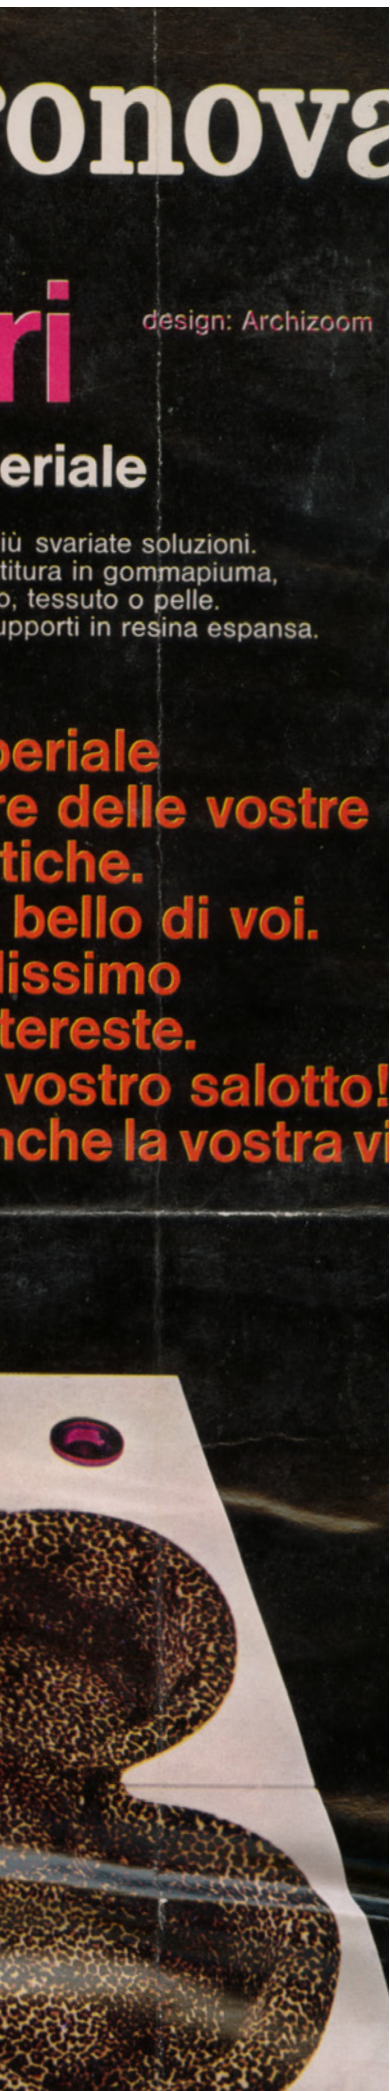 ronova
ri
design: Archizoom
eriale
iù svariate soluzioni.
titura in gommapiuma,
o, tessuto o pelle.
upporti in resina espansa.
periale
re delle vostre
tiche.
bello di voi.
lissimo
tereste.
vostro salotto!
nche la vostra vi